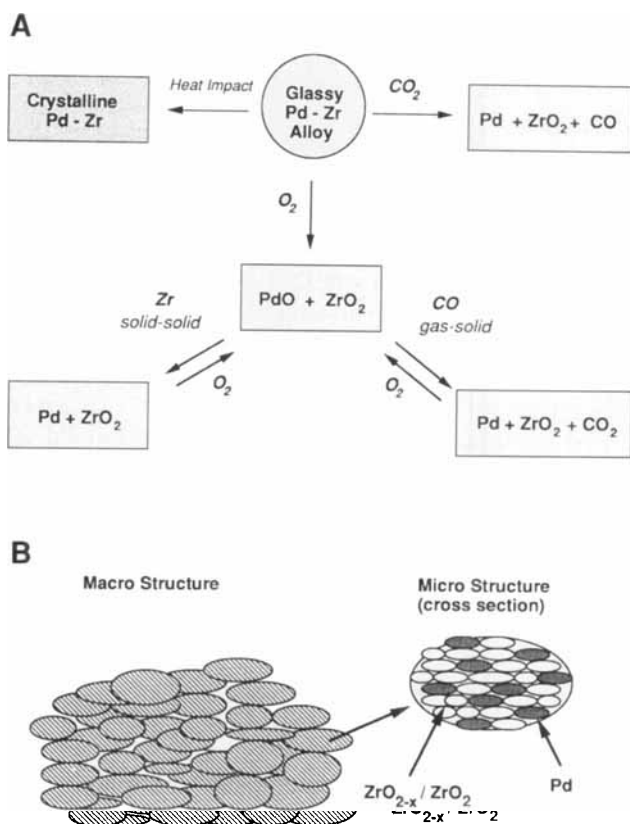 A
Heat Impact
Crystalline
Pd - Zr
Glassy
Pd - Zr
Alloy
CO₂
Pd + ZrO₂ + CO
O₂
Zr
solid-solid
PdO + ZrO₂
CO
gas-solid
O₂
O₂
Pd + ZrO₂
Pd + ZrO₂ + CO₂
B
Macro Structure
Micro Structure
(cross section)
ZrO₂₋ₓ / ZrO₂
Pd